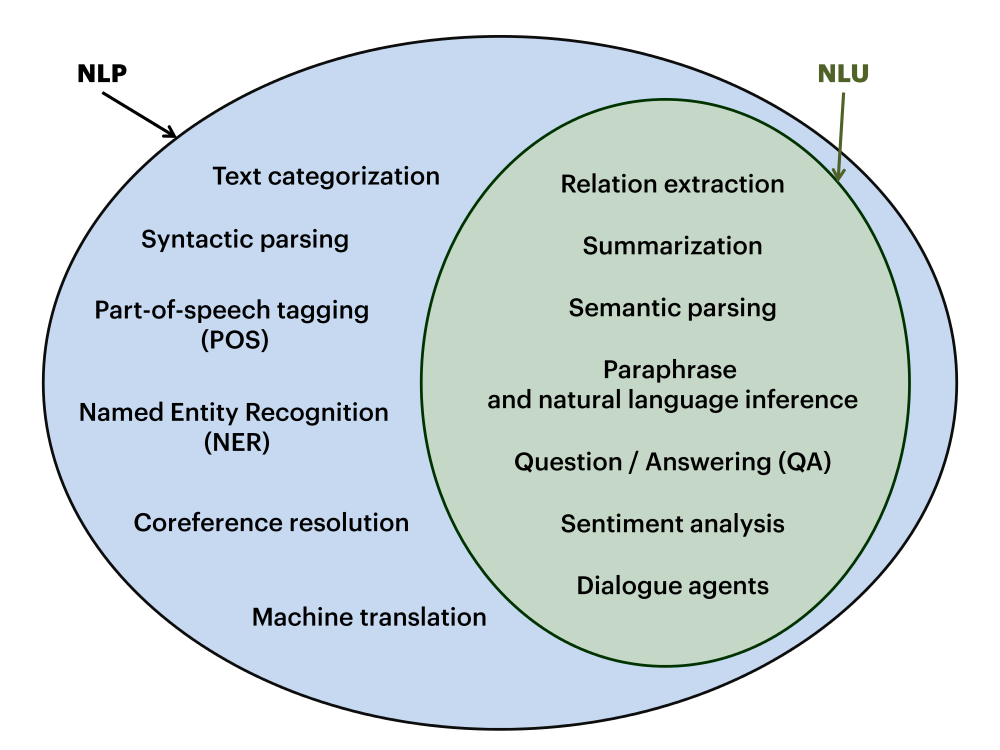 NLP
NLU
Text categorization
Syntactic parsing
Part-of-speech tagging
(POS)
Named Entity Recognition
(NER)
Coreference resolution
Machine translation
Relation extraction
Summarization
Semantic parsing
Paraphrase
and natural language inference
Question / Answering (QA)
Sentiment analysis
Dialogue agents